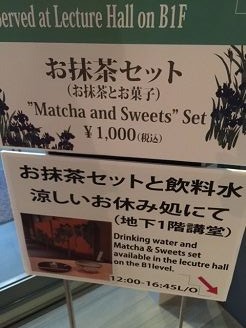 Served at Lecture Hall on B1F
お抹茶セット
(お抹茶とお菓子)
"Matcha and Sweets" Set
¥1,000(税込)
お抹茶セットと飲料水
涼しいお休み処にて
(地下1階講堂)
Drinking water and
Matcha & Sweets set
available in the lecutre hall
on the B1level.
12:00-16:45L/O